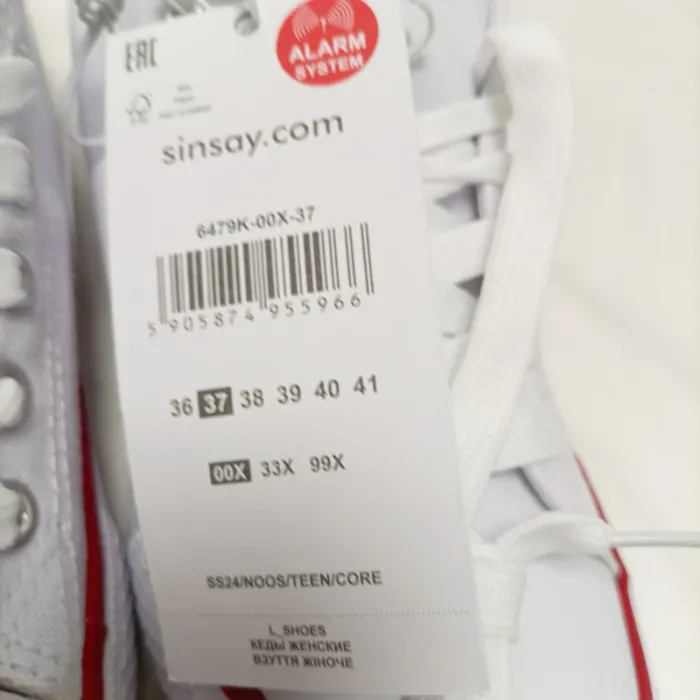 EAC
ALARM
SYSTEM
sinsay.com
6479K-00X-37
5 905874 955966
36 37 38 39 40 41
00X 33X 99X
SS24/NOOS/TEEN/CORE
L_SHOES
КЕДЫ ЖЕНСКИЕ
ВЗУТТЯ ЖІНОЧЕ